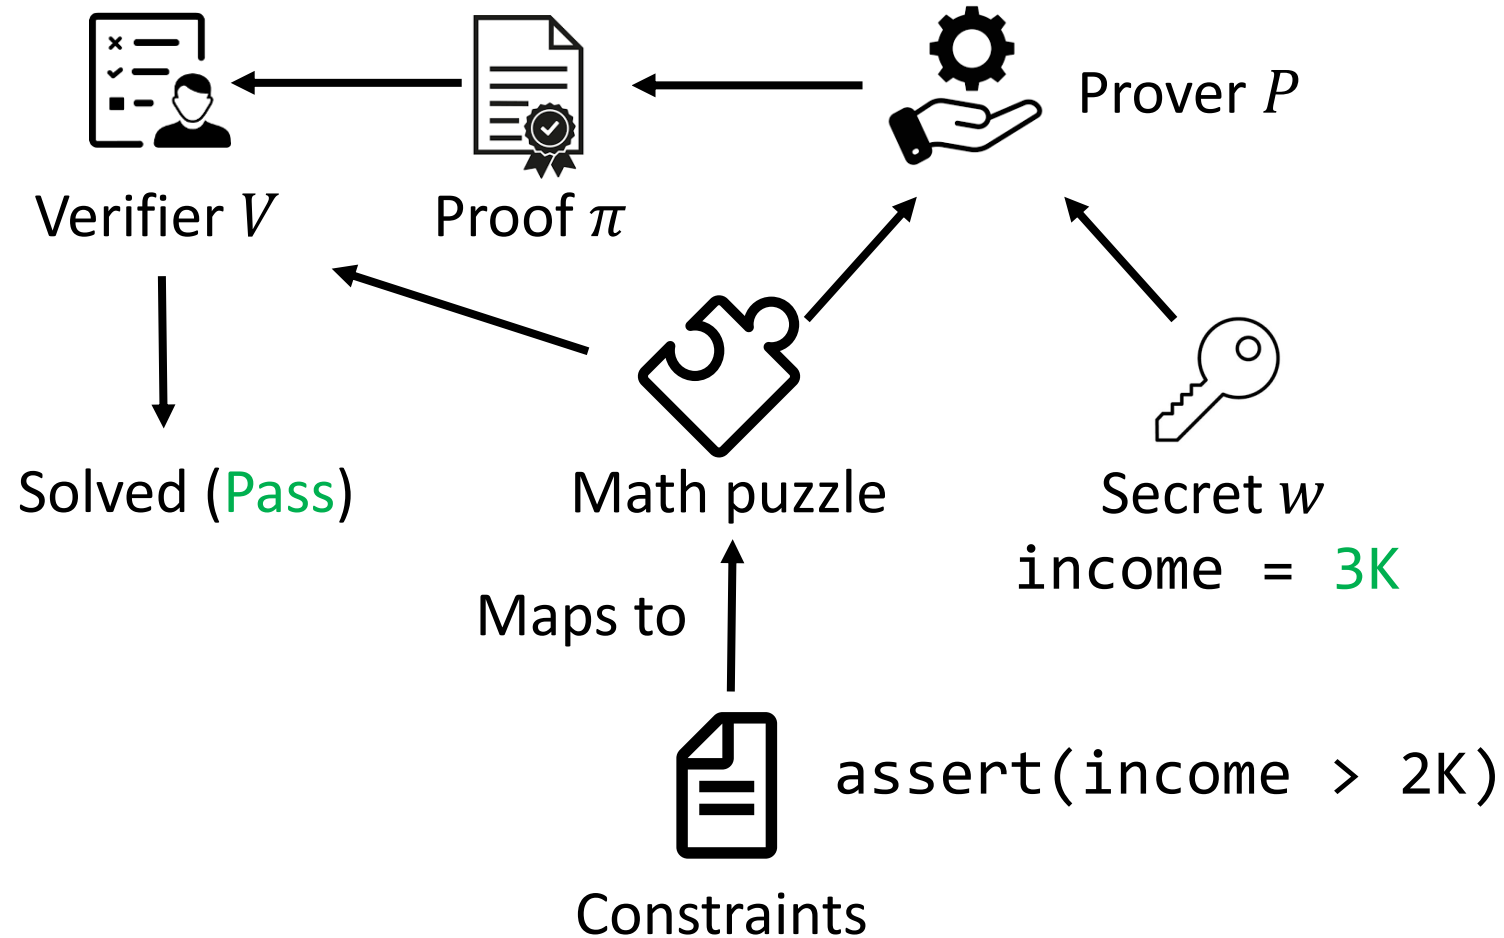 Prover P
Verifier V
Proof π
Solved (Pass)
Math puzzle
Secret w
income = 3K
Maps to
assert(income > 2K)
Constraints